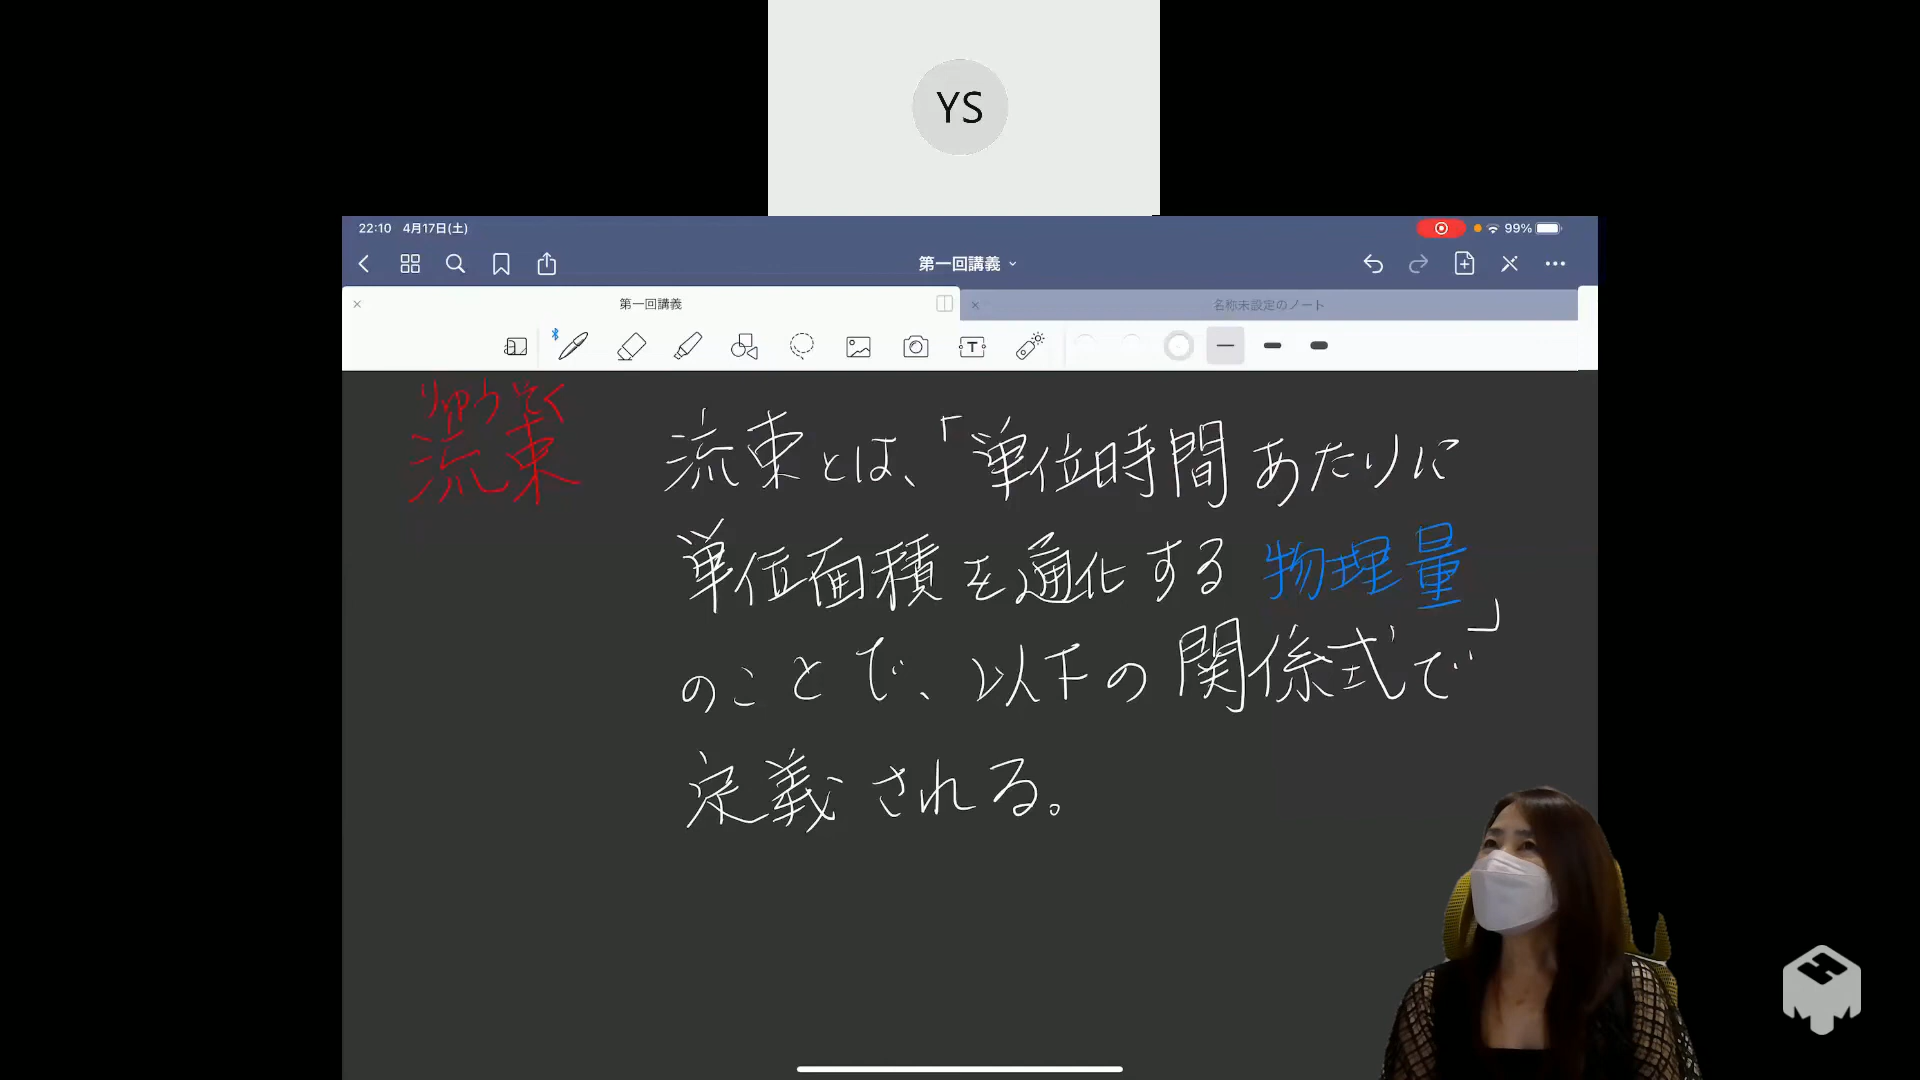 YS
22:10 4月17日(土)
99%
第一回講義
第一回講義
名称未設定のノート
りゅうそく
流束
流束とは、「単位時間あたりに
単位面積を通化する物理量」
のことで、以下の関係式で
定義される。